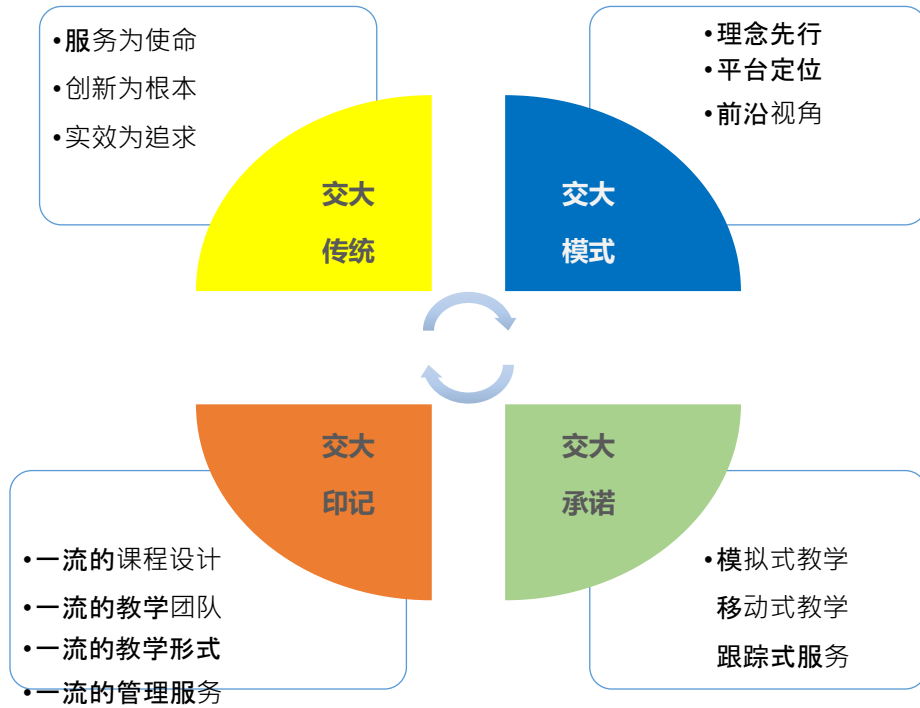 •服务为使命
•创新为根本
•实效为追求
交大
传统
•理念先行
•平台定位
•前沿视角
交大
模式
交大
印记
•一流的课程设计
•一流的教学团队
•一流的教学形式
•一流的管理服务
交大
承诺
•模拟式教学
移动式教学
跟踪式服务